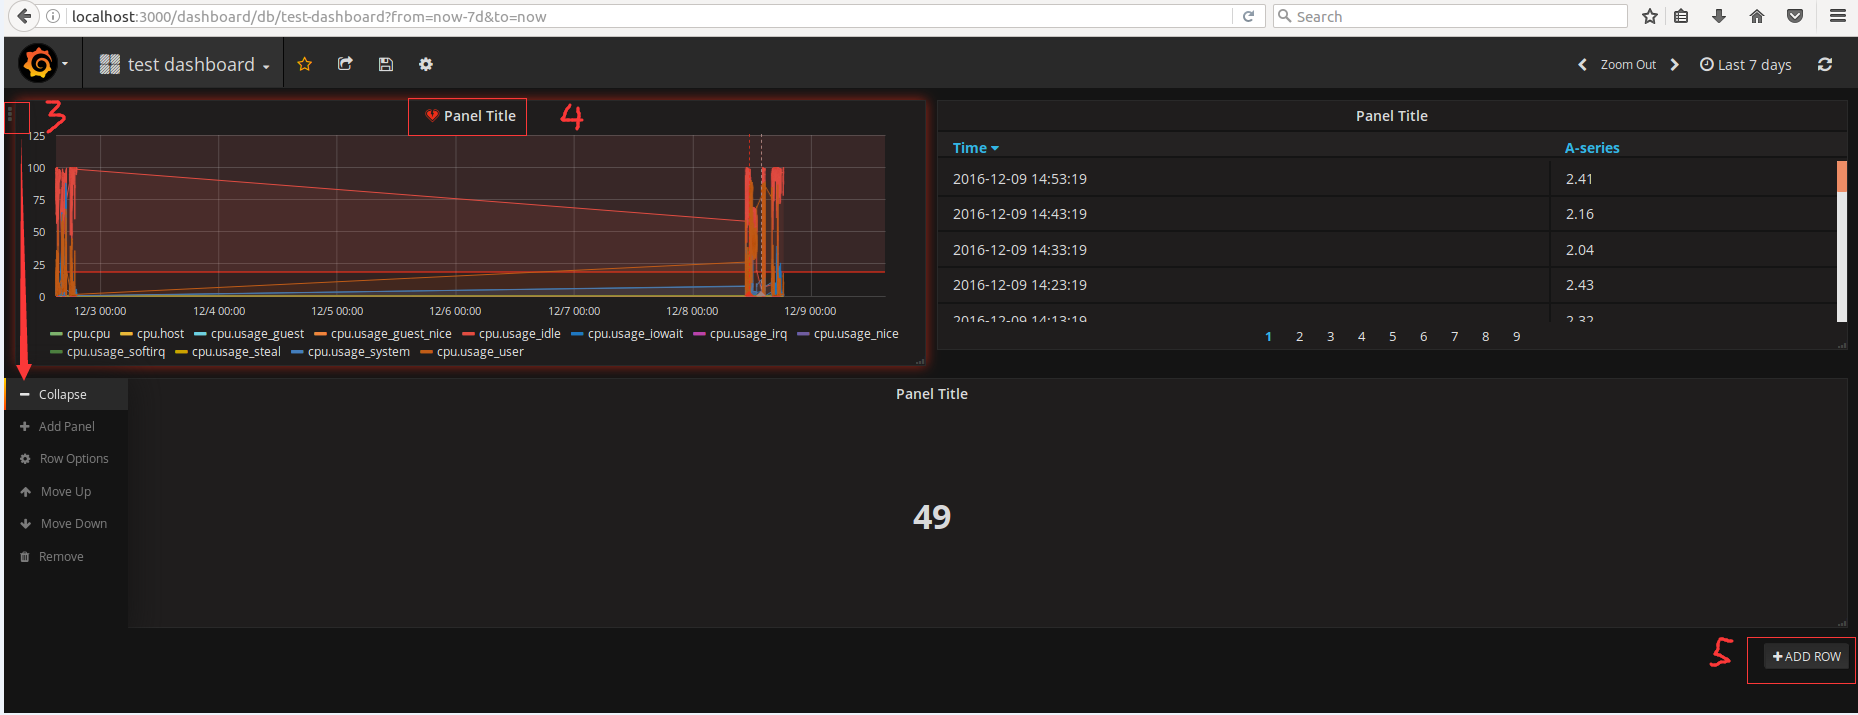 localhost:3000/dashboard/db/test-dashboard?from=now-7d&to=now
Search
test dashboard
Zoom Out
Last 7 days
3
Panel Title
4
125
100
75
50
25
0
12/3 00:00 12/4 00:00 12/5 00:00 12/6 00:00 12/7 00:00 12/8 00:00 12/9 00:00
cpu.cpu cpu.host cpu.usage_guest cpu.usage_guest_nice cpu.usage_idle cpu.usage_iowait cpu.usage_irq cpu.usage_nice
cpu.usage_softirq cpu.usage_steal cpu.usage_system cpu.usage_user
Panel Title
Time A-series
2016-12-09 14:53:19 2.41
2016-12-09 14:43:19 2.16
2016-12-09 14:33:19 2.04
2016-12-09 14:23:19 2.43
2016-12-09 14:13:19 2.32
1 2 3 4 5 6 7 8 9
Collapse
Add Panel
Row Options
Move Up
Move Down
Remove
Panel Title
49
5
ADD ROW